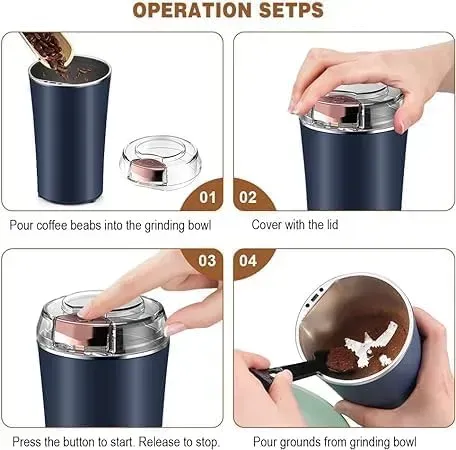 OPERATION SETPS
01
02
Pour coffee beabs into the grinding bowl
Cover with the lid
03
04
Press the button to start. Release to stop.
Pour grounds from grinding bowl